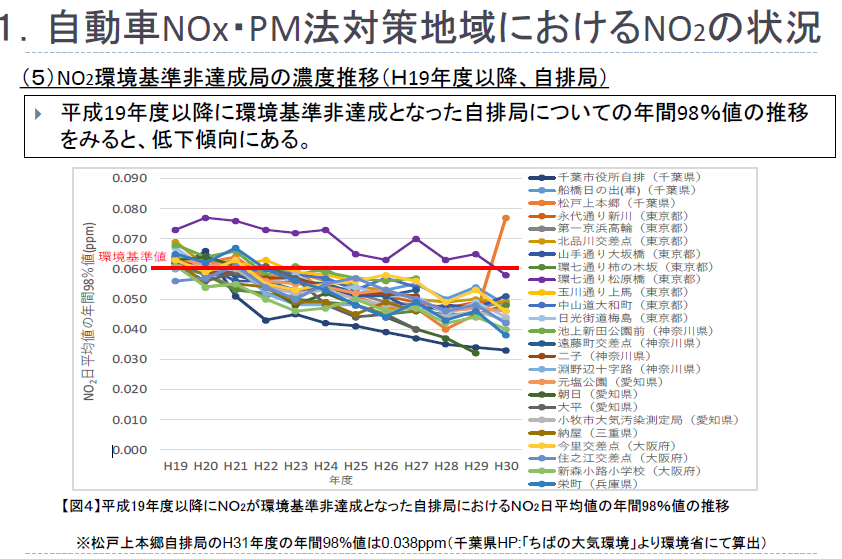 1．自動車NOx・PM法対策地域におけるNO2の状況
（5）NO2環境基準非達成局の濃度推移（H19年度以降、自排局）
平成19年度以降に環境基準非達成となった自排局についての年間98％値の推移
をみると、低下傾向にある。
NO2日平均値の年間98％値(ppm)
0.090
0.080
0.070
環境基準値
0.060
0.050
0.040
0.030
0.020
0.010
0.000
H19 H20 H21 H22 H23 H24 H25 H26 H27 H28 H29 H30
年度
千葉市役所自排（千葉県）
船橋日の出(車)（千葉県）
松戸上本郷（千葉県）
永代通り新川（東京都）
第一京浜高輪（東京都）
北品川交差点（東京都）
山手通り大坂橋（東京都）
環七通り柿の木坂（東京都）
環七通り松原橋（東京都）
玉川通り上馬（東京都）
中山道大和町（東京都）
日光街道梅島（東京都）
池上新田公園前（神奈川県）
遠藤町交差点（神奈川県）
二子（神奈川県）
淵野辺十字路（神奈川県）
元塩公園（愛知県）
朝日（愛知県）
大平（愛知県）
小牧市大気汚染測定局（愛知県）
納屋（三重県）
今里交差点（大阪府）
住之江交差点（大阪府）
新森小路小学校（大阪府）
栄町（兵庫県）
【図4】平成19年度以降にNO2が環境基準非達成となった自排局におけるNO2日平均値の年間98％値の推移
※松戸上本郷自排局のH31年度の年間98％値は0.038ppm（千葉県HP:「ちばの大気環境」より環境省にて算出）